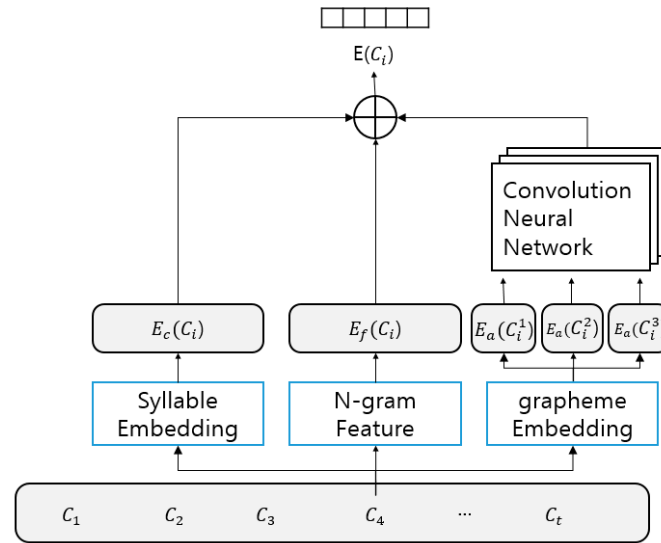 E(C_i)
Convolution
Neural
Network
E_c(C_i) E_f(C_i) E_a(C_i^1) E_a(C_i^2) E_a(C_i^3)
Syllable
Embedding
N-gram
Feature
grapheme
Embedding
C_1 C_2 C_3 C_4 ⋯ C_t